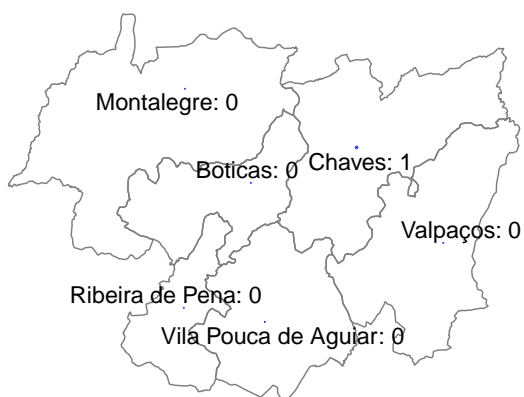 Montalegre: 0
Boticas: 0
Chaves: 1
Valpaços: 0
Ribeira de Pena: 0
Vila Pouca de Aguiar: 0